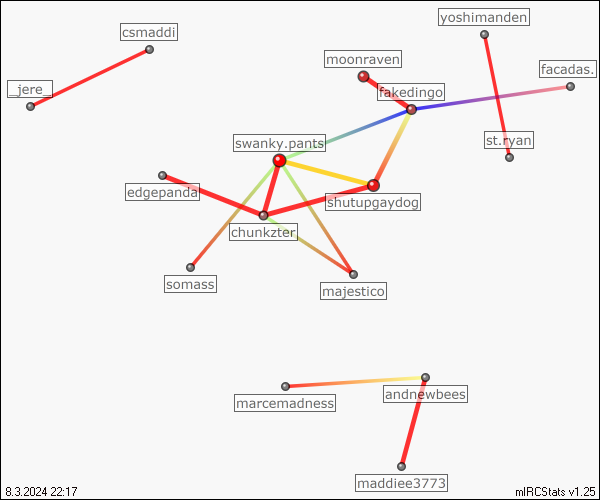 yoshimanden
csmaddi
moonraven
facadas.
_jere_
fakedingo
swanky.pants
st.ryan
edgepanda
shutupgaydog
chunkzter
somass
majestico
andnewbees
marcemadness
maddiee3773
8.3.2024 22:17
mIRCStats v1.25